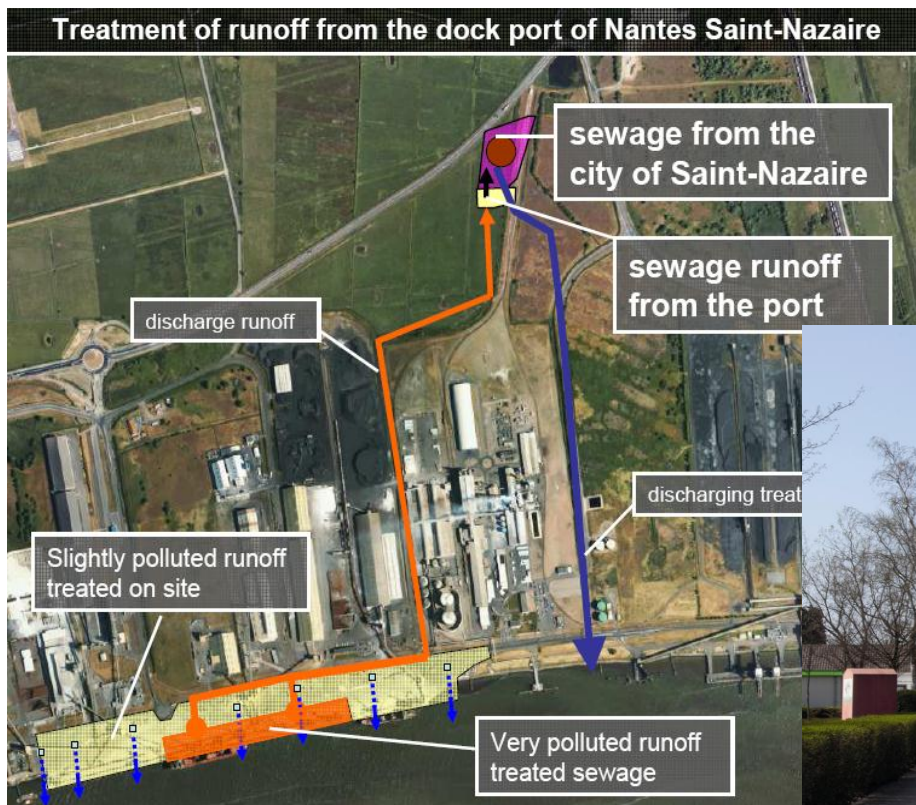 Treatment of runoff from the dock port of Nantes Saint-Nazaire
sewage from the
city of Saint-Nazaire
sewage runoff
from the port
discharge runoff
discharging treat
Slightly polluted runoff
treated on site
Very polluted runoff
treated sewage